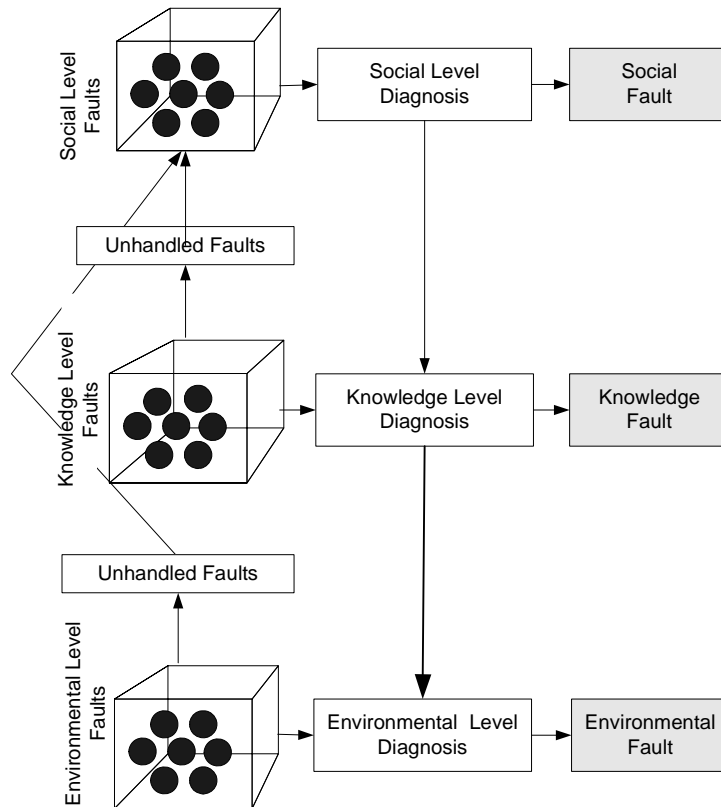 Social Level
Faults
Social Level
Diagnosis
Social
Fault
Unhandled Faults
Knowledge Level
Faults
Knowledge Level
Diagnosis
Knowledge
Fault
Unhandled Faults
Environmental Level
Faults
Environmental Level
Diagnosis
Environmental
Fault